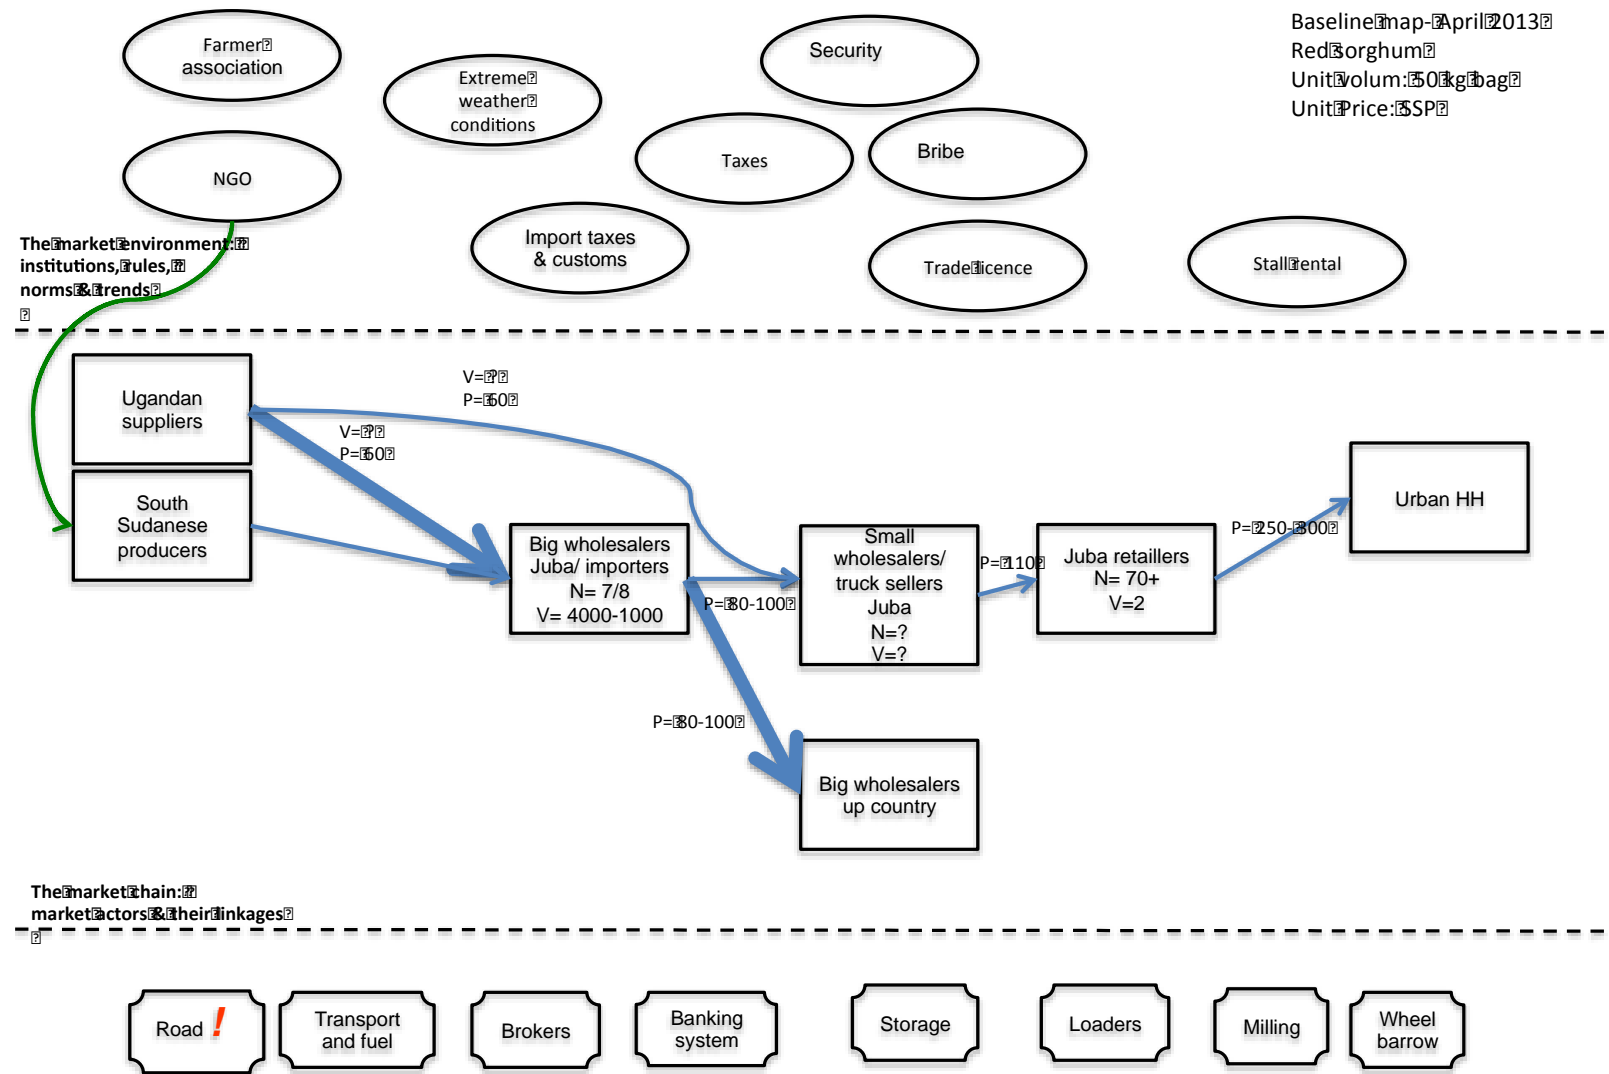 Baseline map- April 2013
Red sorghum
Unit volum: 50 kg bag
Unit Price: SSP
Farmer
association
Extreme
weather
conditions
Security
NGO
Taxes
Bribe
Import taxes
& customs
Trade licence
Stall rental
The market environment:
institutions, rules,
norms & trends
Ugandan
suppliers
V= ?
P= 60
V= ?
P= 60
South
Sudanese
producers
Big wholesalers
Juba/ importers
N= 7/8
V= 4000-1000
P= 80-100
Small
wholesalers/
truck sellers
Juba
N=?
V=?
P= 110
Juba retaillers
N= 70+
V=2
P= 250- 300
Urban HH
P= 80-100
Big wholesalers
up country
The market chain:
market actors & their linkages
Road !
Transport
and fuel
Brokers
Banking
system
Storage
Loaders
Milling
Wheel
barrow